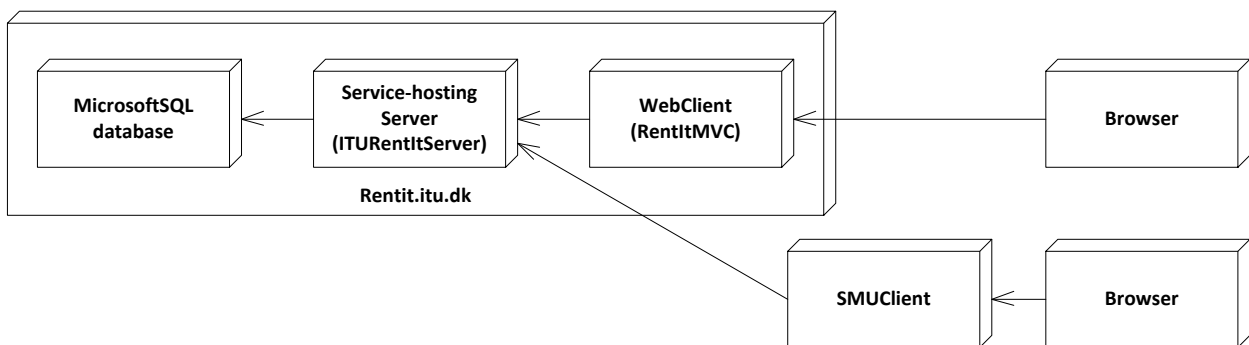 MicrosoftSQL
database
Service-hosting
Server
(ITURentItServer)
WebClient
(RentItMVC)
Browser
Rentit.itu.dk
SMUClient
Browser